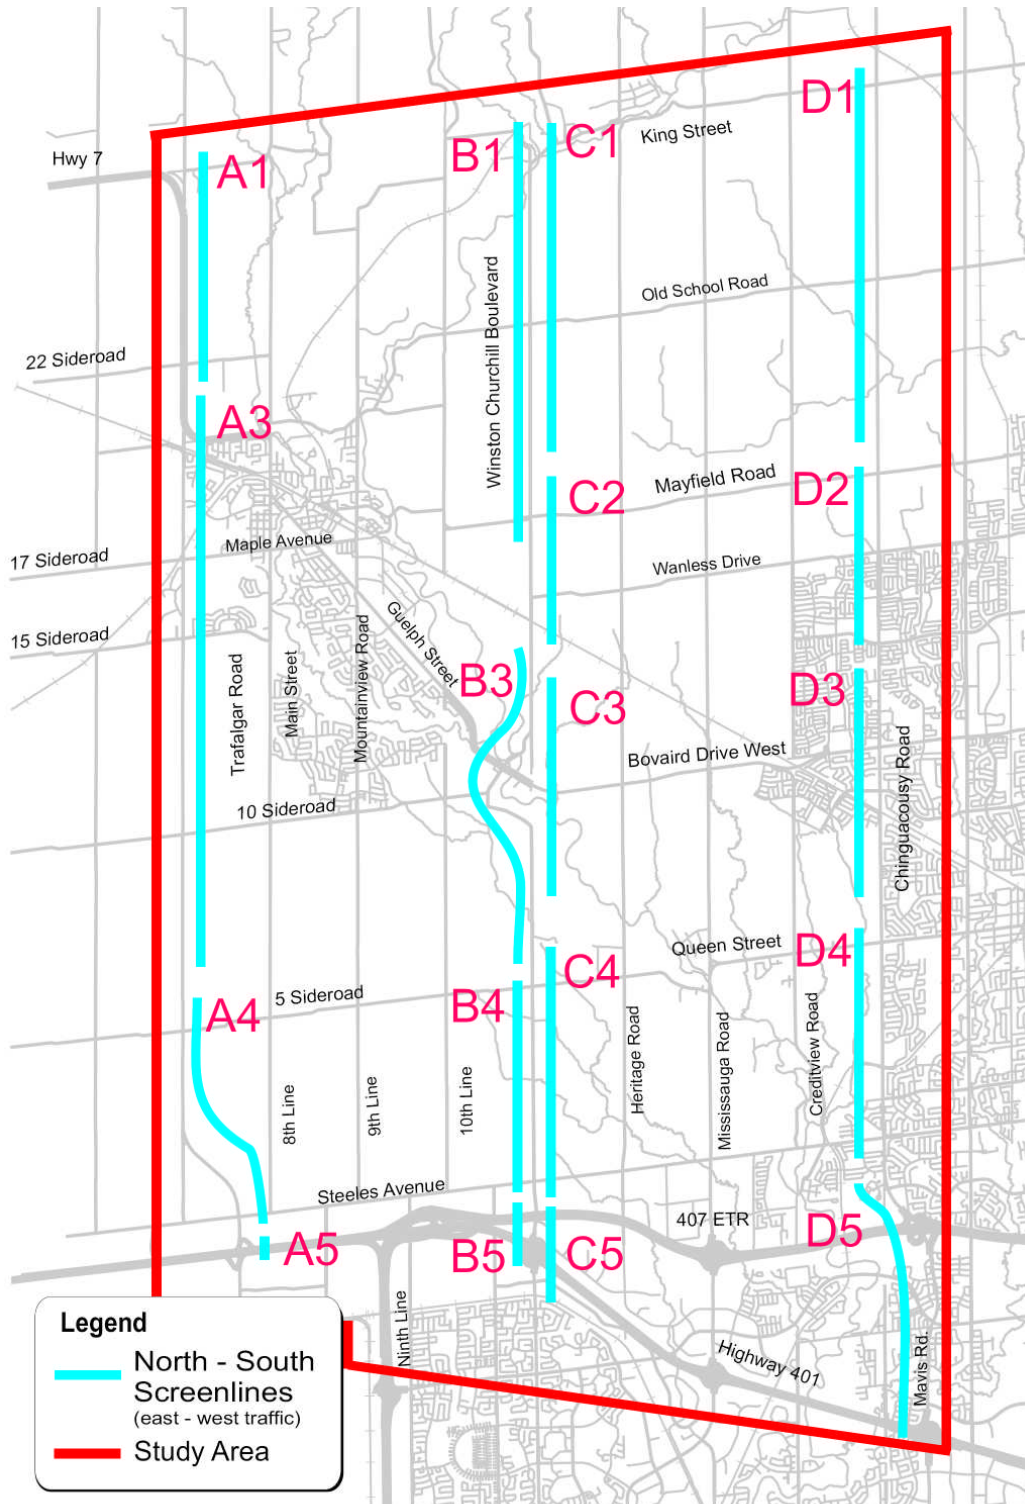 D1
King Street
C1
B1
Hwy 7
A1
Winston Churchill Boulevard
Old School Road
22 Sideroad
A3
Mayfield Road
D2
C2
Maple Avenue
17 Sideroad
Wanless Drive
15 Sideroad
Guelph Street
Trafalgar Road
Main Street
Mountainview Road
B3
C3
D3
Bovaird Drive West
Chinguacousy Road
10 Sideroad
Queen Street
D4
C4
B4
5 Sideroad
A4
Heritage Road
Mississauga Road
Creditview Road
8th Line
9th Line
10th Line
Steeles Avenue
407 ETR
D5
A5
B5
C5
Ninth Line
Highway 401
Mavis Rd.
Legend
North - South
Screenlines
(east - west traffic)
Study Area